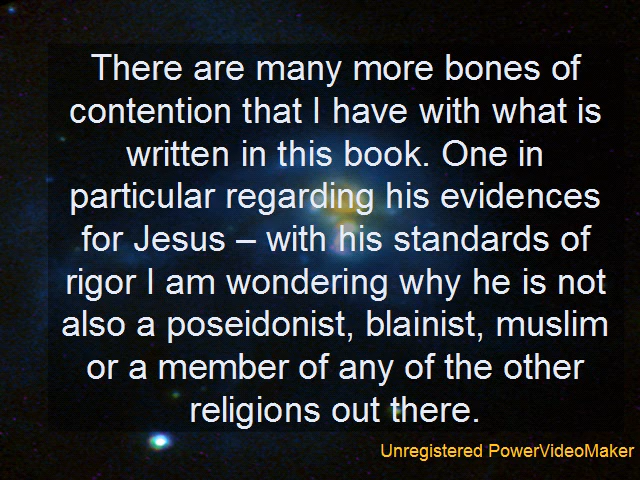 There are many more bones of
contention that I have with what is
written in this book. One in
particular regarding his evidences
for Jesus – with his standards of
rigor I am wondering why he is not
also a poseidonist, blainist, muslim
or a member of any of the other
religions out there.
Unregistered PowerVideoMaker